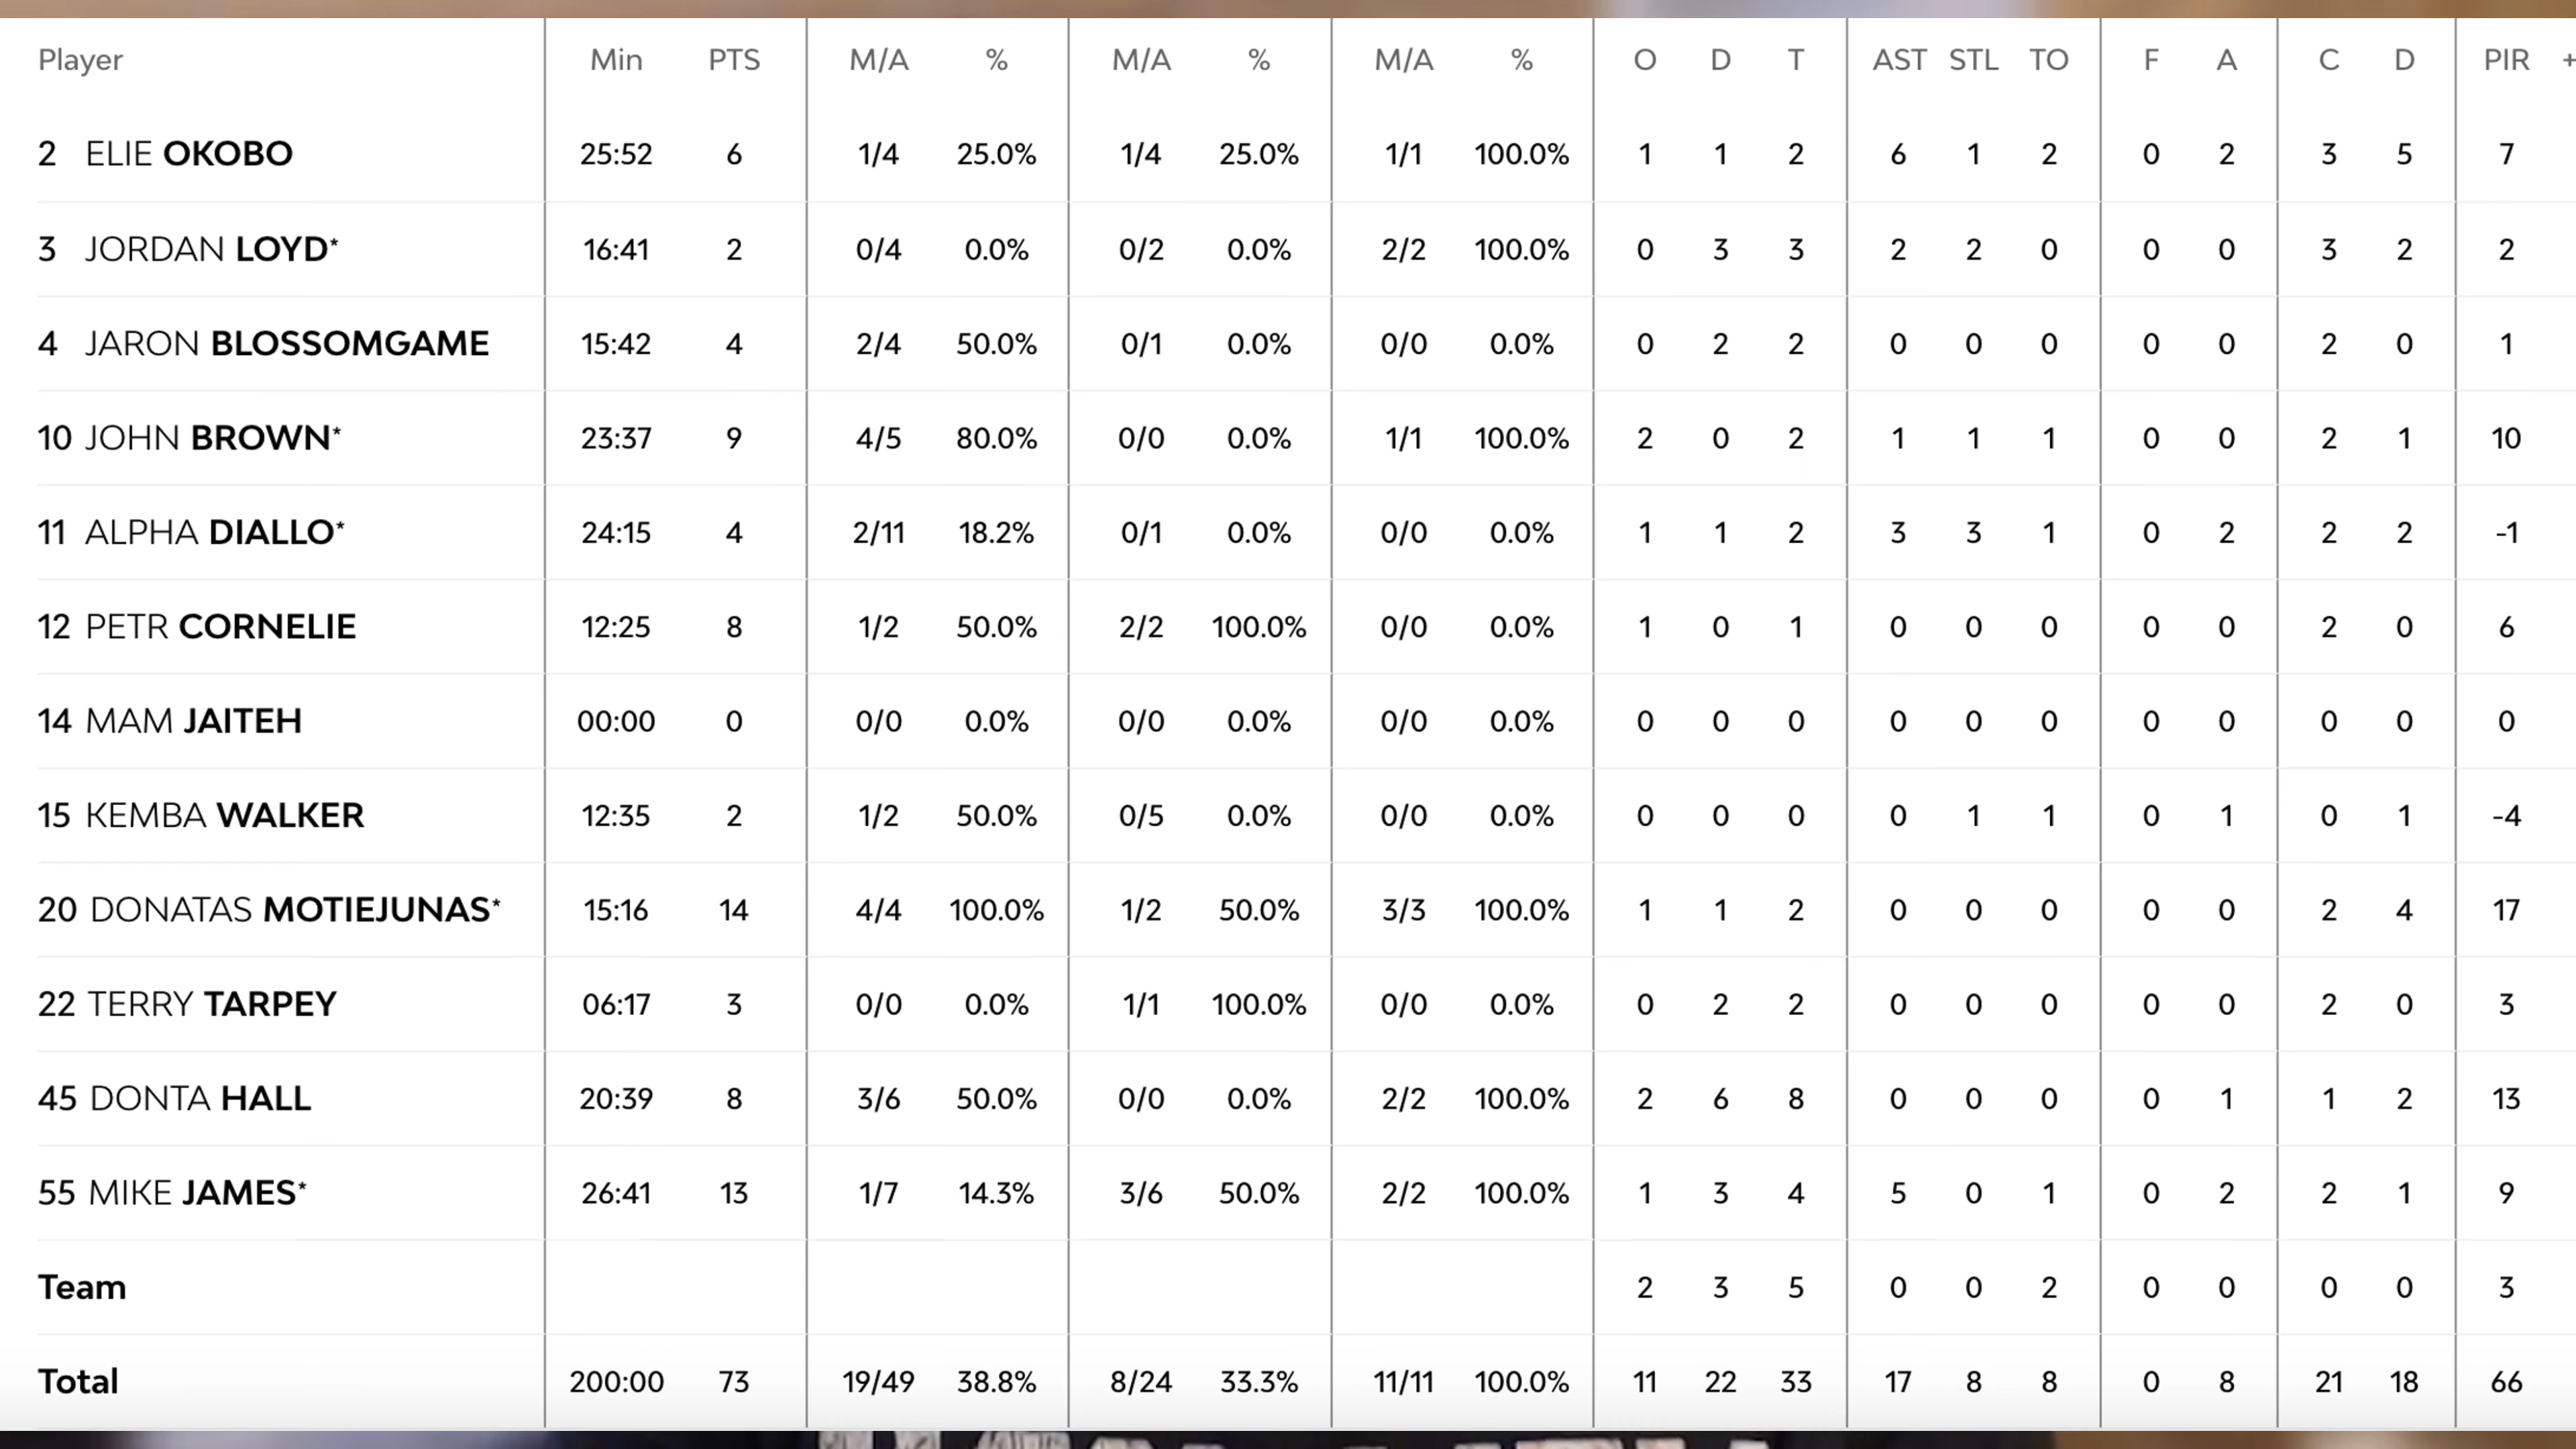 Player Min PTS M/A % M/A % M/A % O D T AST STL TO F A C D PIR +
2 ELIE OKOBO 25:52 6 1/4 25.0% 1/4 25.0% 1/1 100.0% 1 1 2 6 1 2 0 2 3 5 7
3 JORDAN LOYD* 16:41 2 0/4 0.0% 0/2 0.0% 2/2 100.0% 0 3 3 2 2 0 0 0 3 2 2
4 JARON BLOSSOMGAME 15:42 4 2/4 50.0% 0/1 0.0% 0/0 0.0% 0 2 2 0 0 0 0 0 2 0 1
10 JOHN BROWN* 23:37 9 4/5 80.0% 0/0 0.0% 1/1 100.0% 2 0 2 1 1 1 0 0 2 1 10
11 ALPHA DIALLO* 24:15 4 2/11 18.2% 0/1 0.0% 0/0 0.0% 1 1 2 3 3 1 0 2 2 2 -1
12 PETR CORNELIE 12:25 8 1/2 50.0% 2/2 100.0% 0/0 0.0% 1 0 1 0 0 0 0 0 2 0 6
14 MAM JAITEH 00:00 0 0/0 0.0% 0/0 0.0% 0/0 0.0% 0 0 0 0 0 0 0 0 0 0 0
15 KEMBA WALKER 12:35 2 1/2 50.0% 0/5 0.0% 0/0 0.0% 0 0 0 0 1 1 0 1 0 1 -4
20 DONATAS MOTIEJUNAS* 15:16 14 4/4 100.0% 1/2 50.0% 3/3 100.0% 1 1 2 0 0 0 0 0 2 4 17
22 TERRY TARPEY 06:17 3 0/0 0.0% 1/1 100.0% 0/0 0.0% 0 2 2 0 0 0 0 0 2 0 3
45 DONTA HALL 20:39 8 3/6 50.0% 0/0 0.0% 2/2 100.0% 2 6 8 0 0 0 0 1 1 2 13
55 MIKE JAMES* 26:41 13 1/7 14.3% 3/6 50.0% 2/2 100.0% 1 3 4 5 0 1 0 2 2 1 9
Team 2 3 5 0 0 2 0 0 0 0 3
Total 200:00 73 19/49 38.8% 8/24 33.3% 11/11 100.0% 11 22 33 17 8 8 0 8 21 18 66